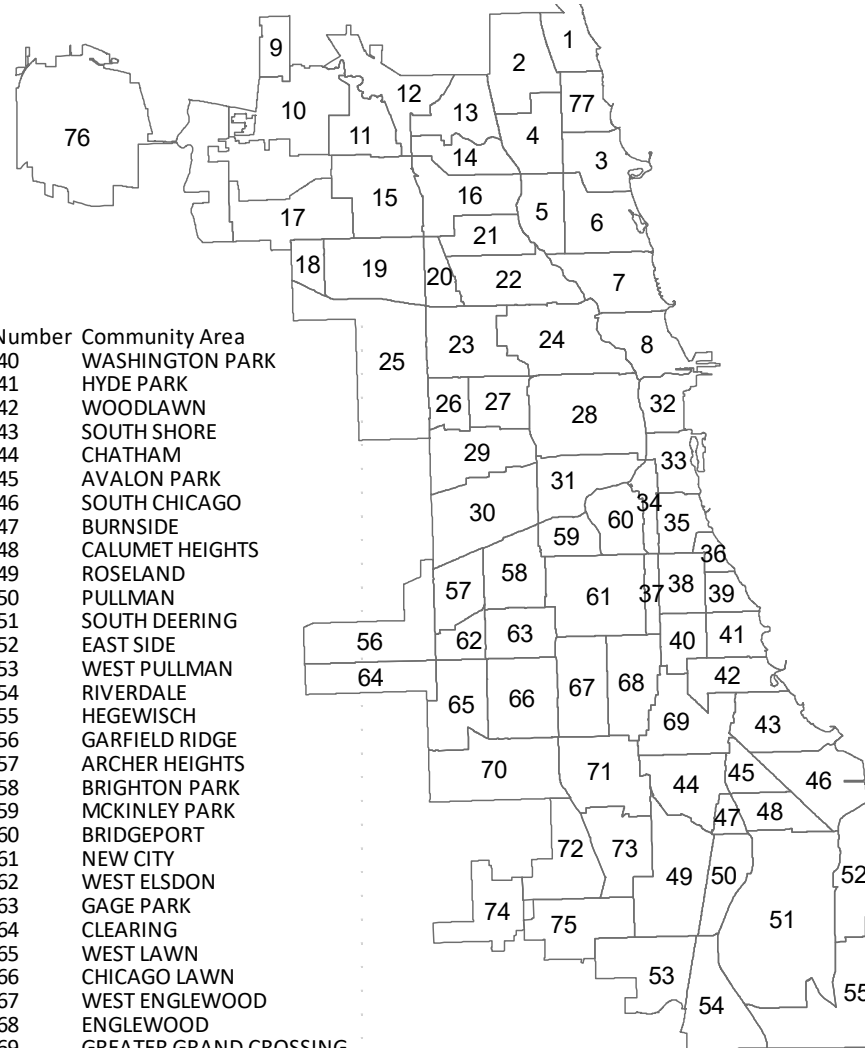 1
2
9
12
77
10
13
76
11
4
3
14
15
16
5
6
17
21
18
19
20
22
7
Number Community Area
23
24
8
25
40 WASHINGTON PARK
41 HYDE PARK
42 WOODLAWN
43 SOUTH SHORE
44 CHATHAM
45 AVALON PARK
46 SOUTH CHICAGO
47 BURNSIDE
48 CALUMET HEIGHTS
49 ROSELAND
50 PULLMAN
51 SOUTH DEERING
52 EAST SIDE
53 WEST PULLMAN
54 RIVERDALE
55 HEGEWISCH
56 GARFIELD RIDGE
57 ARCHER HEIGHTS
58 BRIGHTON PARK
59 MCKINLEY PARK
60 BRIDGEPORT
61 NEW CITY
62 WEST ELSDON
63 GAGE PARK
64 CLEARING
65 WEST LAWN
66 CHICAGO LAWN
67 WEST ENGLEWOOD
68 ENGLEWOOD
69 GREATER GRAND CROSSING
26
27
28
32
29
33
31
30
34
60
35
59
36
58
57
61
37
38
39
56
62
63
40
41
64
42
65
66
67
68
69
43
70
71
44
45
46
47
48
72
73
49
50
52
74
75
51
53
54
55